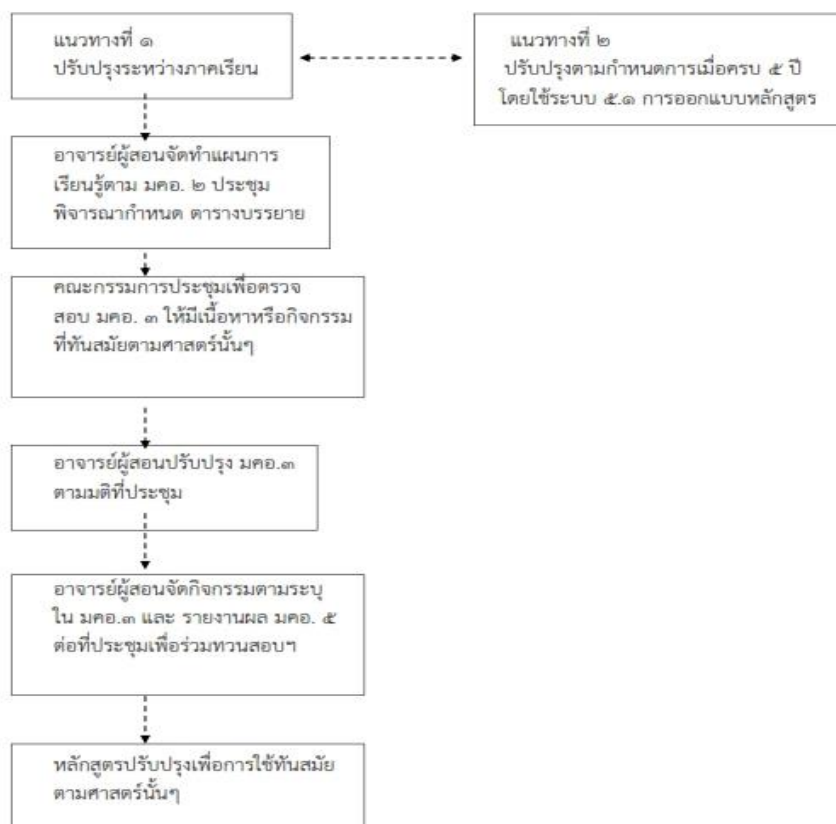 แนวทางที่ ๑
ปรับปรุงระหว่างภาคเรียน
แนวทางที่ ๒
ปรับปรุงตามกำหนดการเมื่อครบ ๕ ปี
โดยใช้ระบบ ๕.๑ การออกแบบหลักสูตร
อาจารย์ผู้สอนจัดทำแผนการ
เรียนรู้ตาม มคอ. ๒ ประชุม
พิจารณากำหนด ตารางบรรยาย
คณะกรรมการประชุมเพื่อตรวจ
สอบ มคอ. ๓ ให้มีเนื้อหาหรือกิจกรรม
ที่ทันสมัยตามศาสตร์นั้นๆ
อาจารย์ผู้สอนปรับปรุง มคอ.๓
ตามมติที่ประชุม
อาจารย์ผู้สอนจัดกิจกรรมตามระบุ
ใน มคอ.๓ และ รายงานผล มคอ. ๕
ต่อที่ประชุมเพื่อร่วมทวนสอบฯ
หลักสูตรปรับปรุงเพื่อการใช้ทันสมัย
ตามศาสตร์นั้นๆ